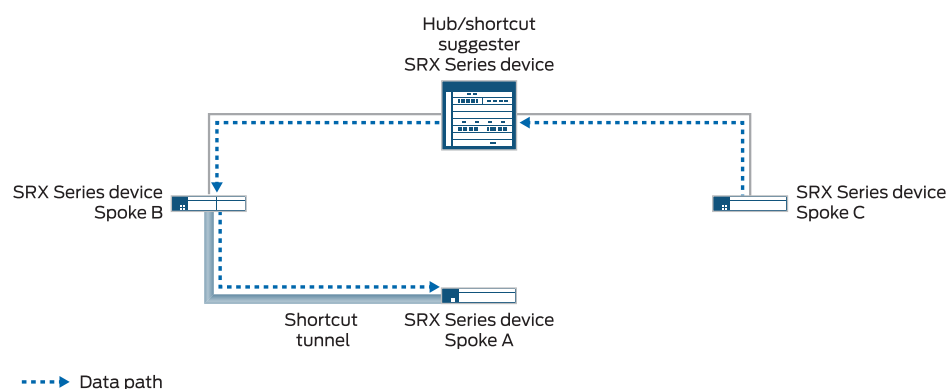 Hub/shortcut
suggester
SRX Series device
SRX Series device
Spoke B
SRX Series device
Spoke C
Shortcut
tunnel
SRX Series device
Spoke A
Data path